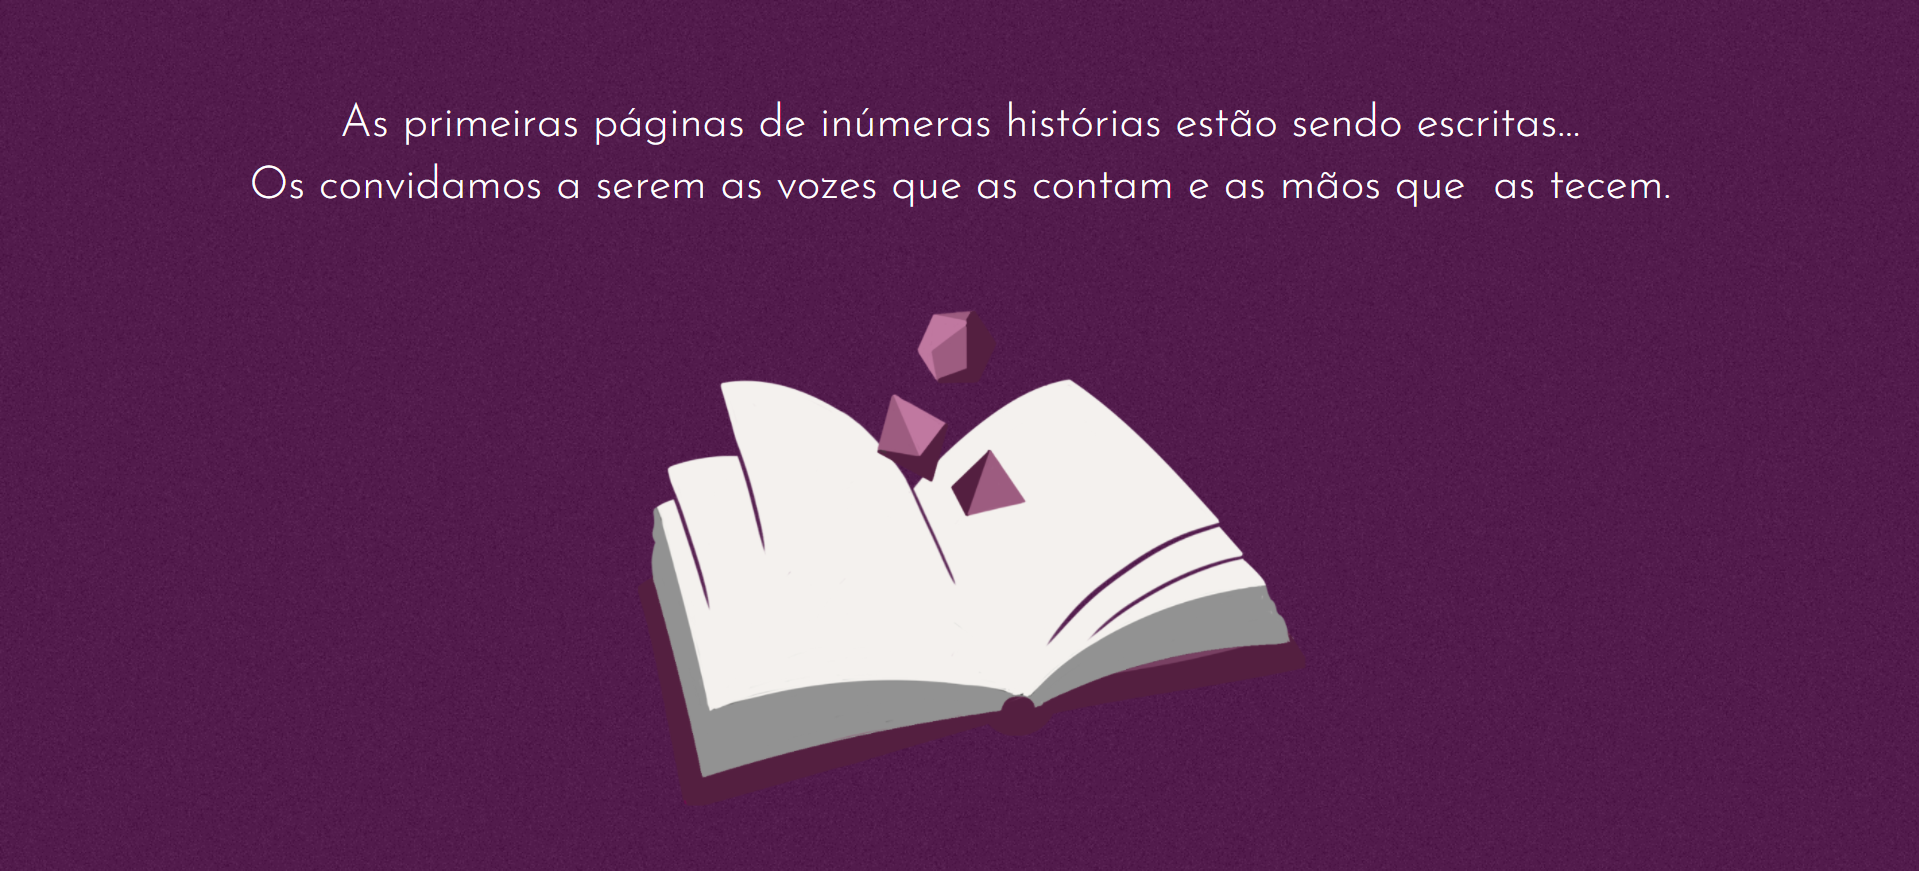 As primeiras páginas de inúmeras histórias estão sendo escritas...
Os convidamos a serem as vozes que as contam e as mãos que  as tecem.